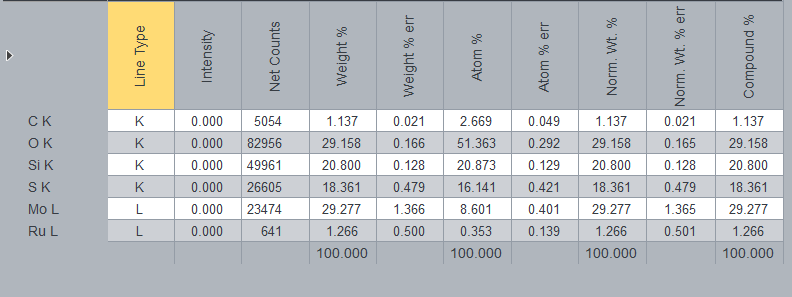 Line Type Intensity Net Counts Weight % Weight % err Atom % Atom % err Norm. Wt. % Norm. Wt. % err Compound %
C K K 0.000 5054 1.137 0.021 2.669 0.049 1.137 0.021 1.137
O K K 0.000 82956 29.158 0.166 51.363 0.292 29.158 0.165 29.158
Si K K 0.000 49961 20.800 0.128 20.873 0.129 20.800 0.128 20.800
S K K 0.000 26605 18.361 0.479 16.141 0.421 18.361 0.479 18.361
Mo L L 0.000 23474 29.277 1.366 8.601 0.401 29.277 1.365 29.277
Ru L L 0.000 641 1.266 0.500 0.353 0.139 1.266 0.501 1.266
100.000 100.000 100.000 100.000